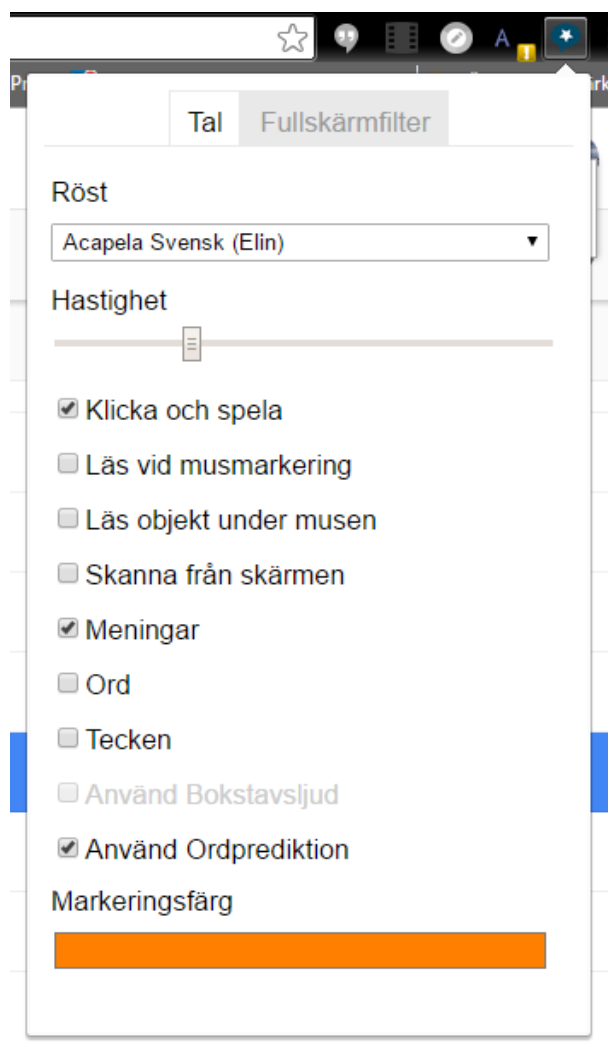 A
Pr
Tal Fullskärmfilter
Röst
Acapela Svensk (Elin)
Hastighet
Klicka och spela
Läs vid musmarkering
Läs objekt under musen
Skanna från skärmen
Meningar
Ord
Tecken
Använd Bokstavsljud
Använd Ordprediktion
Markeringsfärg